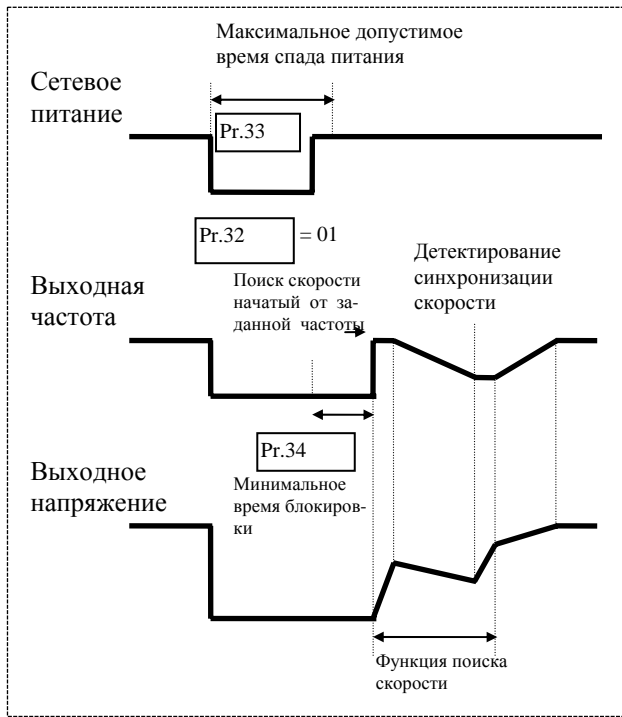 Максимальное допустимое
время спада питания
Сетевое
питание
Pr.33
Pr.32 = 01
Поиск скорости
начатый от за-
данной частоты
Детектирование
синхронизации
скорости
Выходная
частота
Pr.34
Минимальное
время блокиров-
ки
Выходное
напряжение
Функция поиска
скорости